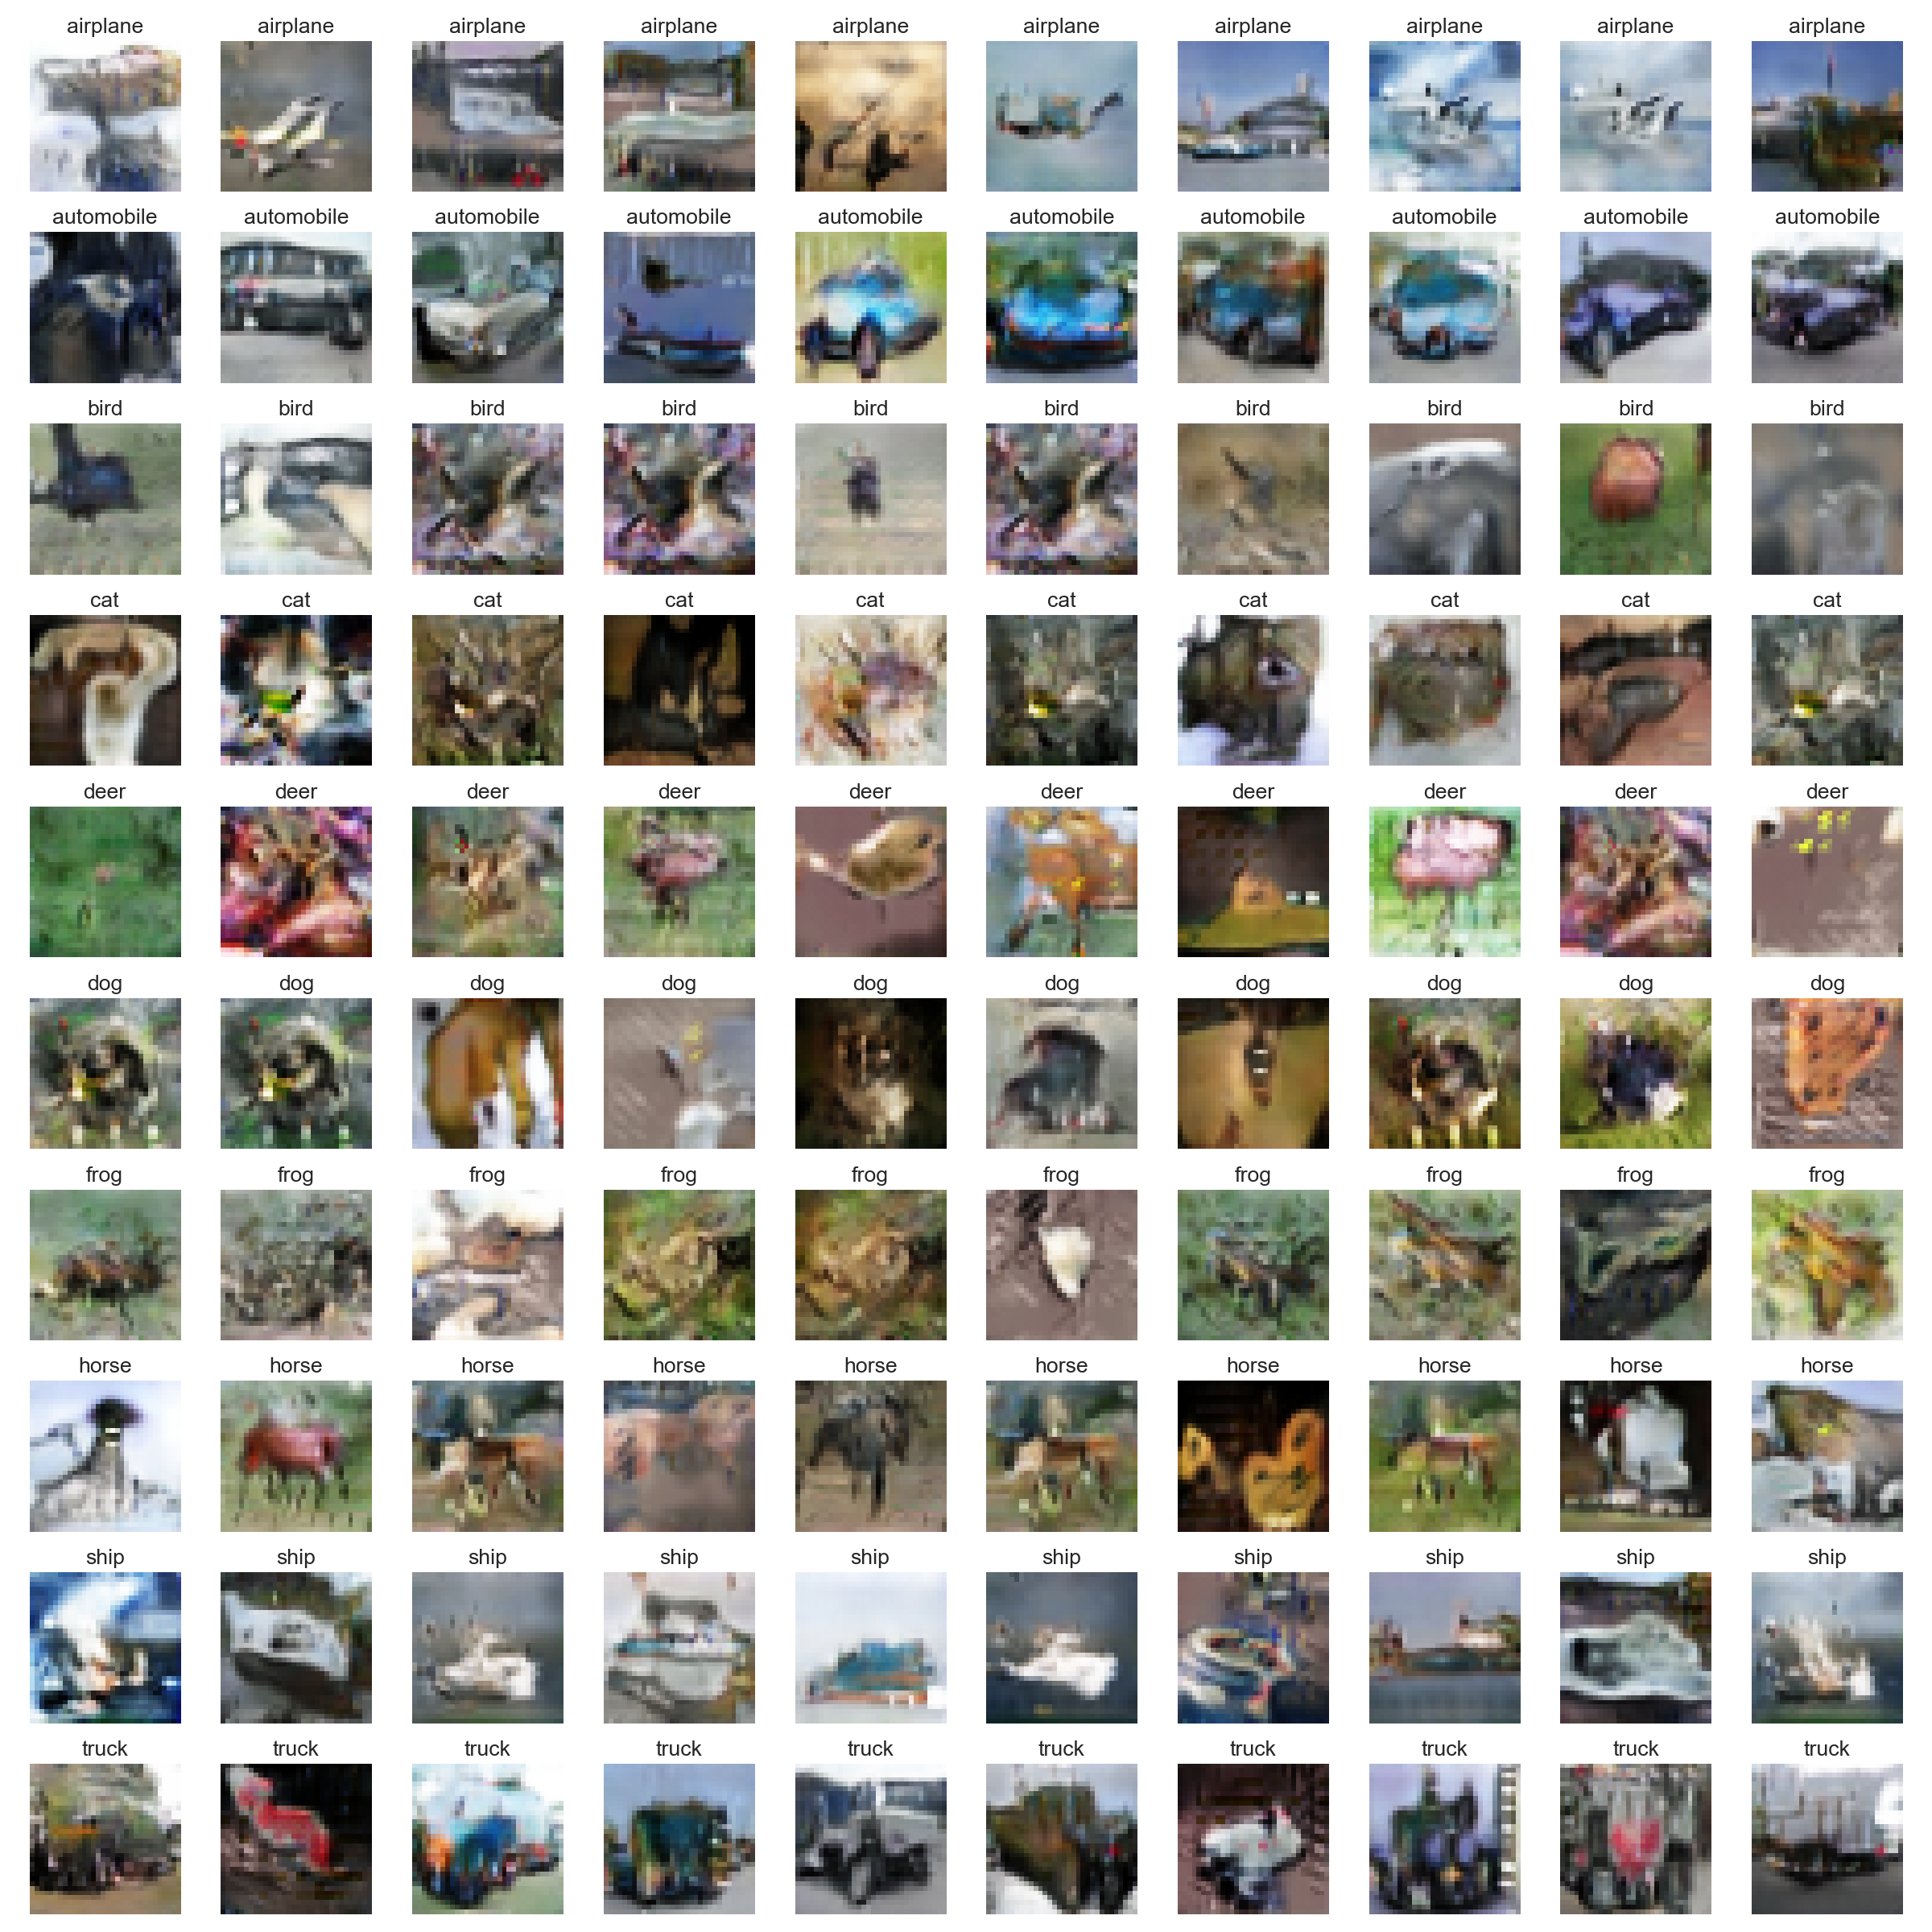 airplane airplane airplane airplane airplane airplane airplane airplane airplane airplane
automobile automobile automobile automobile automobile automobile automobile automobile automobile automobile
bird bird bird bird bird bird bird bird bird bird
cat cat cat cat cat cat cat cat cat cat
deer deer deer deer deer deer deer deer deer deer
dog dog dog dog dog dog dog dog dog dog
frog frog frog frog frog frog frog frog frog frog
horse horse horse horse horse horse horse horse horse horse
ship ship ship ship ship ship ship ship ship ship
truck truck truck truck truck truck truck truck truck truck